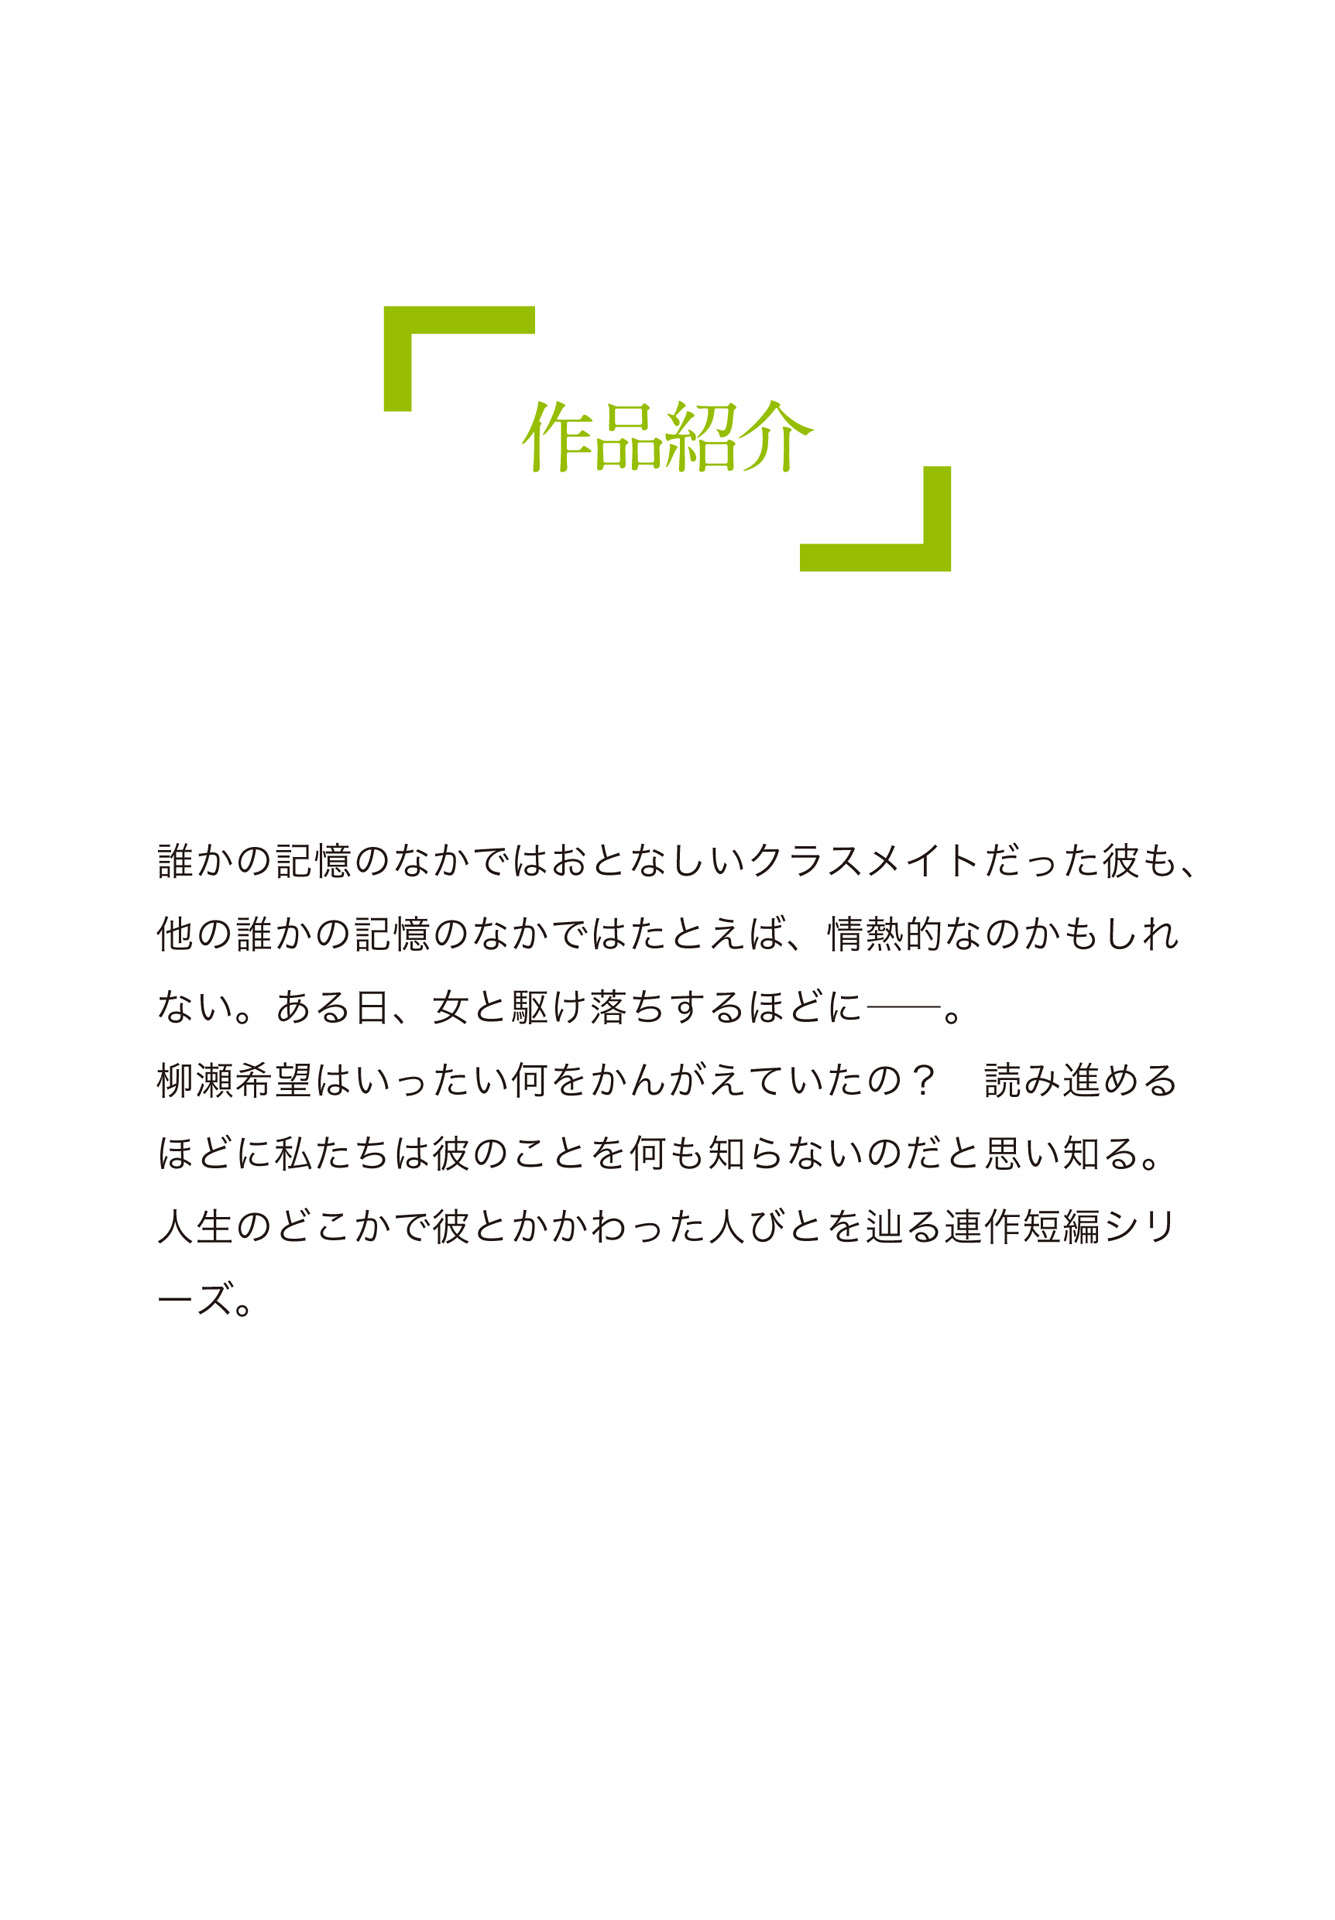 作品紹介
誰かの記憶のなかではおとなしいクラスメイトだった彼も、
他の誰かの記憶のなかではたとえば、情熱的なのかもしれ
ない。ある日、女と駆け落ちするほどに――。
柳瀬希望はいったい何をかんがえていたの？　読み進める
ほどに私たちは彼のことを何も知らないのだと思い知る。
人生のどこかで彼とかかわった人びとを辿る連作短編シリ
ーズ。